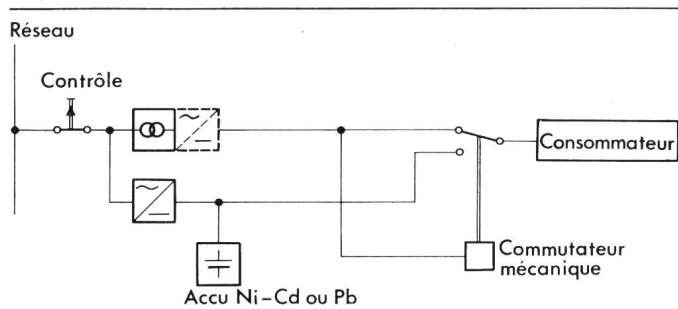 Réseau
Contrôle
Consommateur
Commutateur
mécanique
Accu Ni-Cd ou Pb